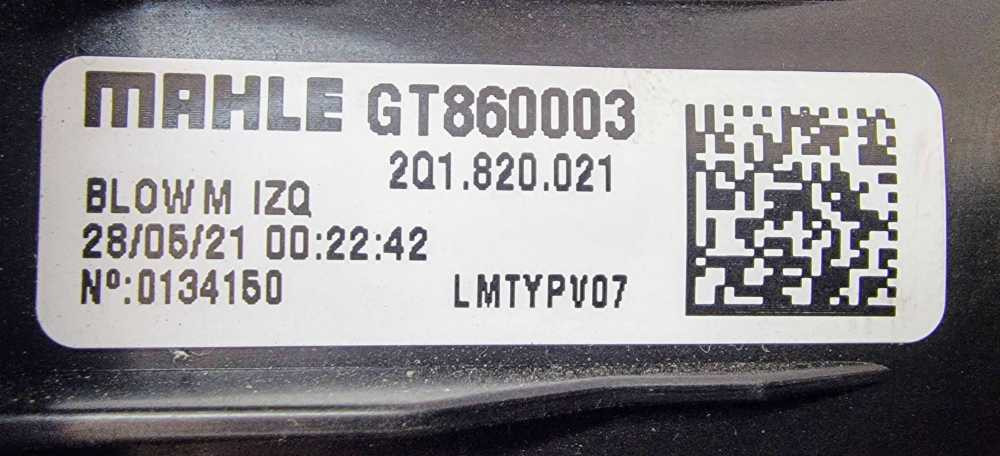 MAHLE GT860003
2Q1.820.021
BLOW M IZQ
28/05/21 00:22:42
Nº:0134150 LMTYPV07